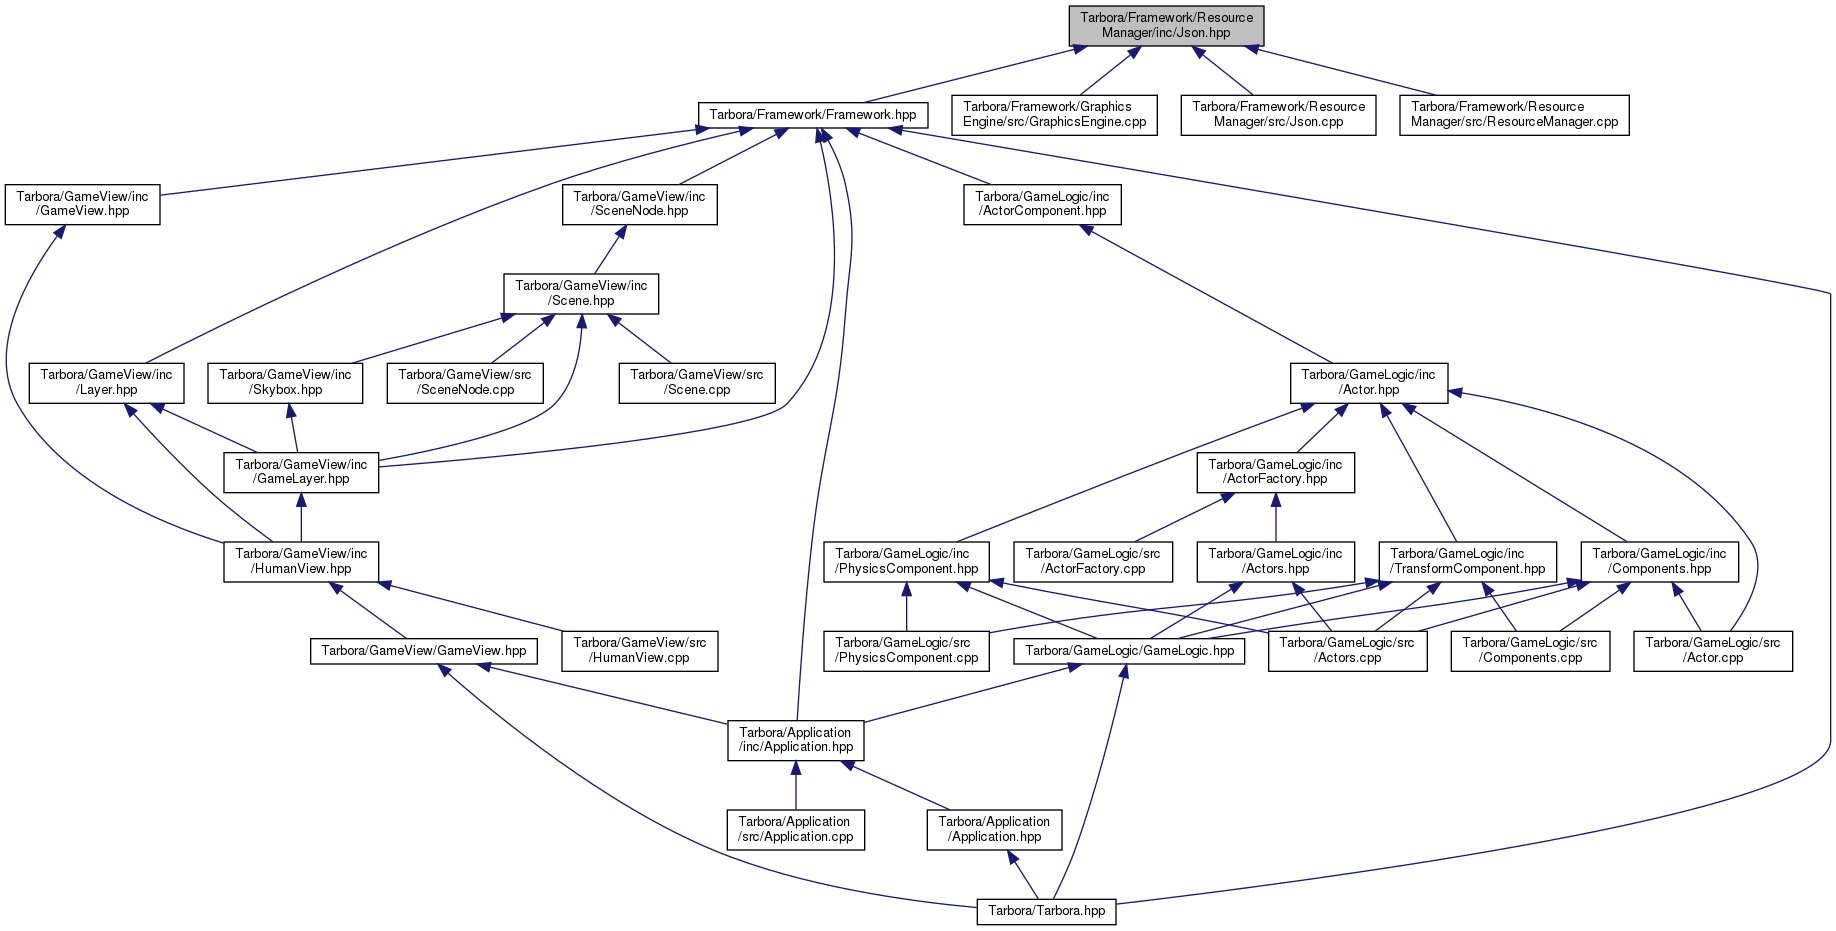 Tarbora/Framework/Resource
Manager/inc/Json.hpp
Tarbora/Framework/Framework.hpp
Tarbora/Framework/Graphics
Engine/src/GraphicsEngine.cpp
Tarbora/Framework/Resource
Manager/src/Json.cpp
Tarbora/Framework/Resource
Manager/src/ResourceManager.cpp
Tarbora/GameView/inc
/GameView.hpp
Tarbora/GameView/inc
/SceneNode.hpp
Tarbora/GameLogic/inc
/ActorComponent.hpp
Tarbora/GameView/inc
/Scene.hpp
Tarbora/GameView/inc
/Layer.hpp
Tarbora/GameView/inc
/Skybox.hpp
Tarbora/GameView/src
/SceneNode.cpp
Tarbora/GameView/src
/Scene.cpp
Tarbora/GameLogic/inc
/Actor.hpp
Tarbora/GameView/inc
/GameLayer.hpp
Tarbora/GameLogic/inc
/ActorFactory.hpp
Tarbora/GameView/inc
/HumanView.hpp
Tarbora/GameLogic/inc
/PhysicsComponent.hpp
Tarbora/GameLogic/src
/ActorFactory.cpp
Tarbora/GameLogic/inc
/Actors.hpp
Tarbora/GameLogic/inc
/TransformComponent.hpp
Tarbora/GameLogic/inc
/Components.hpp
Tarbora/GameView/GameView.hpp
Tarbora/GameView/src
/HumanView.cpp
Tarbora/GameLogic/src
/PhysicsComponent.cpp
Tarbora/GameLogic/GameLogic.hpp
Tarbora/GameLogic/src
/Actors.cpp
Tarbora/GameLogic/src
/Components.cpp
Tarbora/GameLogic/src
/Actor.cpp
Tarbora/Application
/inc/Application.hpp
Tarbora/Application
/src/Application.cpp
Tarbora/Application
/Application.hpp
Tarbora/Tarbora.hpp